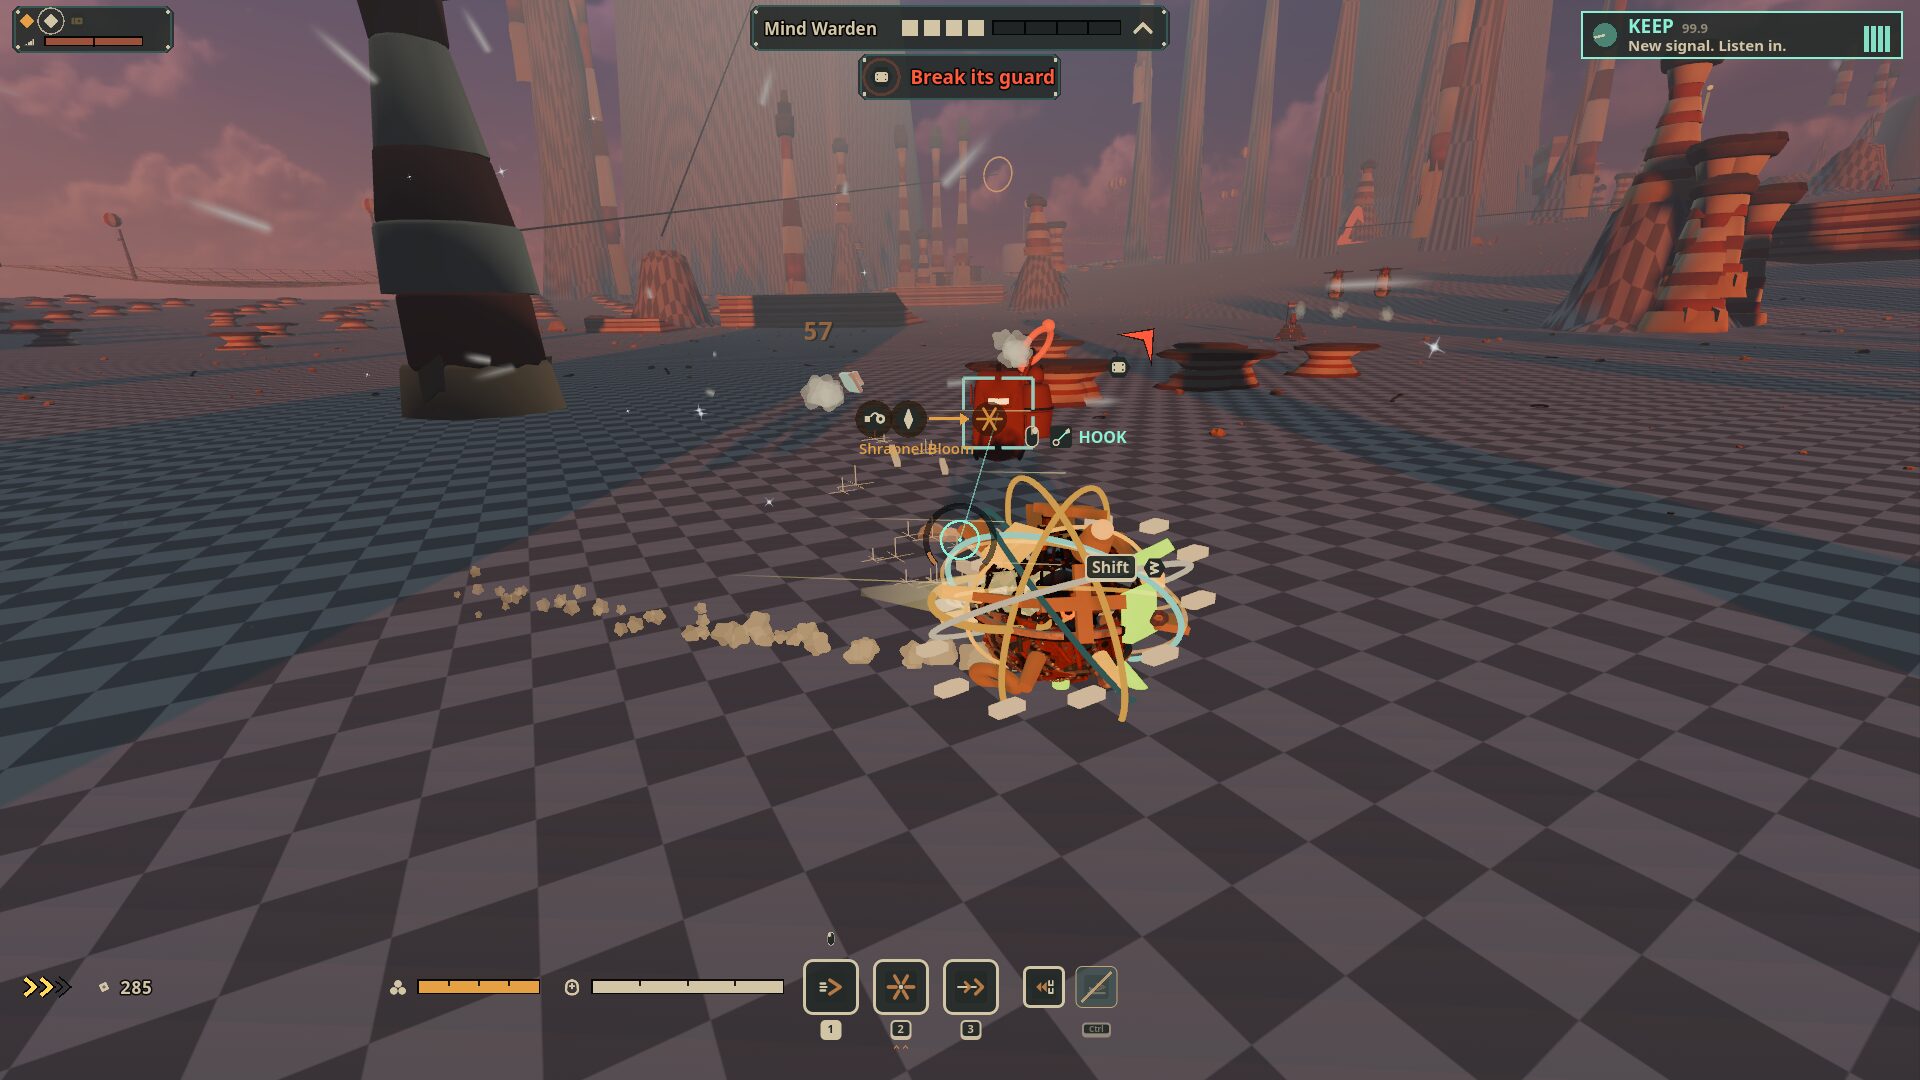 Mind Warden
KEEP 99.9
New signal. Listen in.
Break its guard
57
HOOK
Shrapnel Bloom
Shift
285
1
2
3
Ctrl